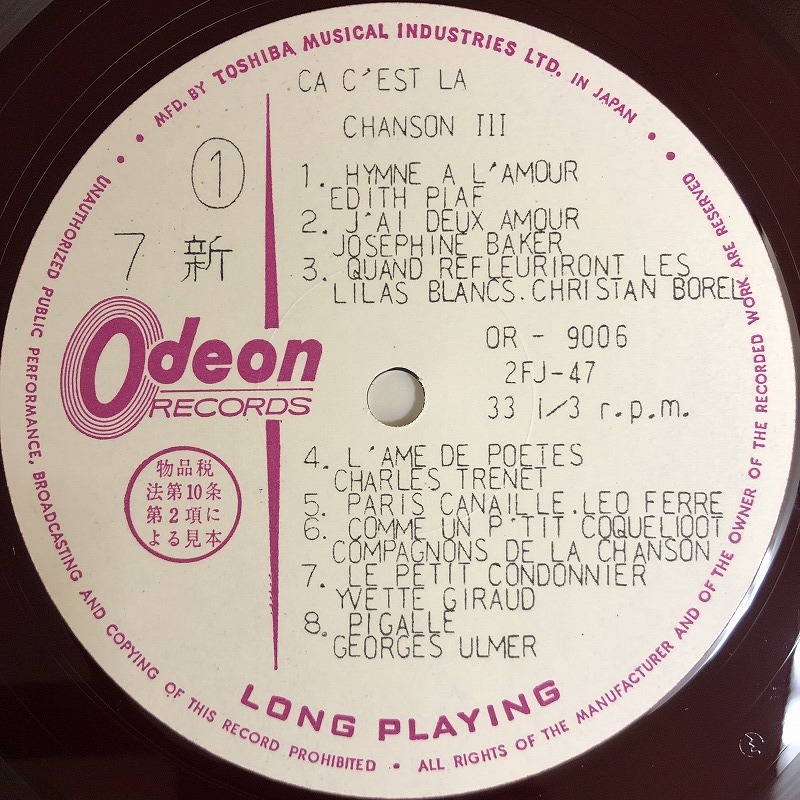 MFD. BY TOSHIBA MUSICAL INDUSTRIES LTD. IN JAPAN
CA C'EST LA
CHANSON III
1
7 新
1. HYMNE A L'AMOUR
EDITH PIAF
2. J'AI DEUX AMOUR
JOSEPHINE BAKER
3. QUAND REFLEURIRONT LES
LILAS BLANCS.CHRISTAN BOREL
Odeon
RECORDS
OR - 9006
2FJ-47
33 1/3 r.p.m.
物品税
法第10条
第2項に
よる見本
4. L'AME DE POETES
CHARLES TRENET
5. PARIS CANAILLE.LEO FERRE
6. COMME UN P'TIT COQUELIOOT
COMPAGNONS DE LA CHANSON
7. LE PETIT CONDONNIER
YVETTE GIRAUD
8. PIGALLE
GEORGES ULMER
LONG PLAYING
UNAUTHORIZED PUBLIC PERFORMANCE, BROADCASTING AND COPYING OF THIS RECORD PROHIBITED • ALL RIGHTS OF THE MANUFACTURER AND OF THE OWNER OF THE RECORDED WORK ARE RESERVED